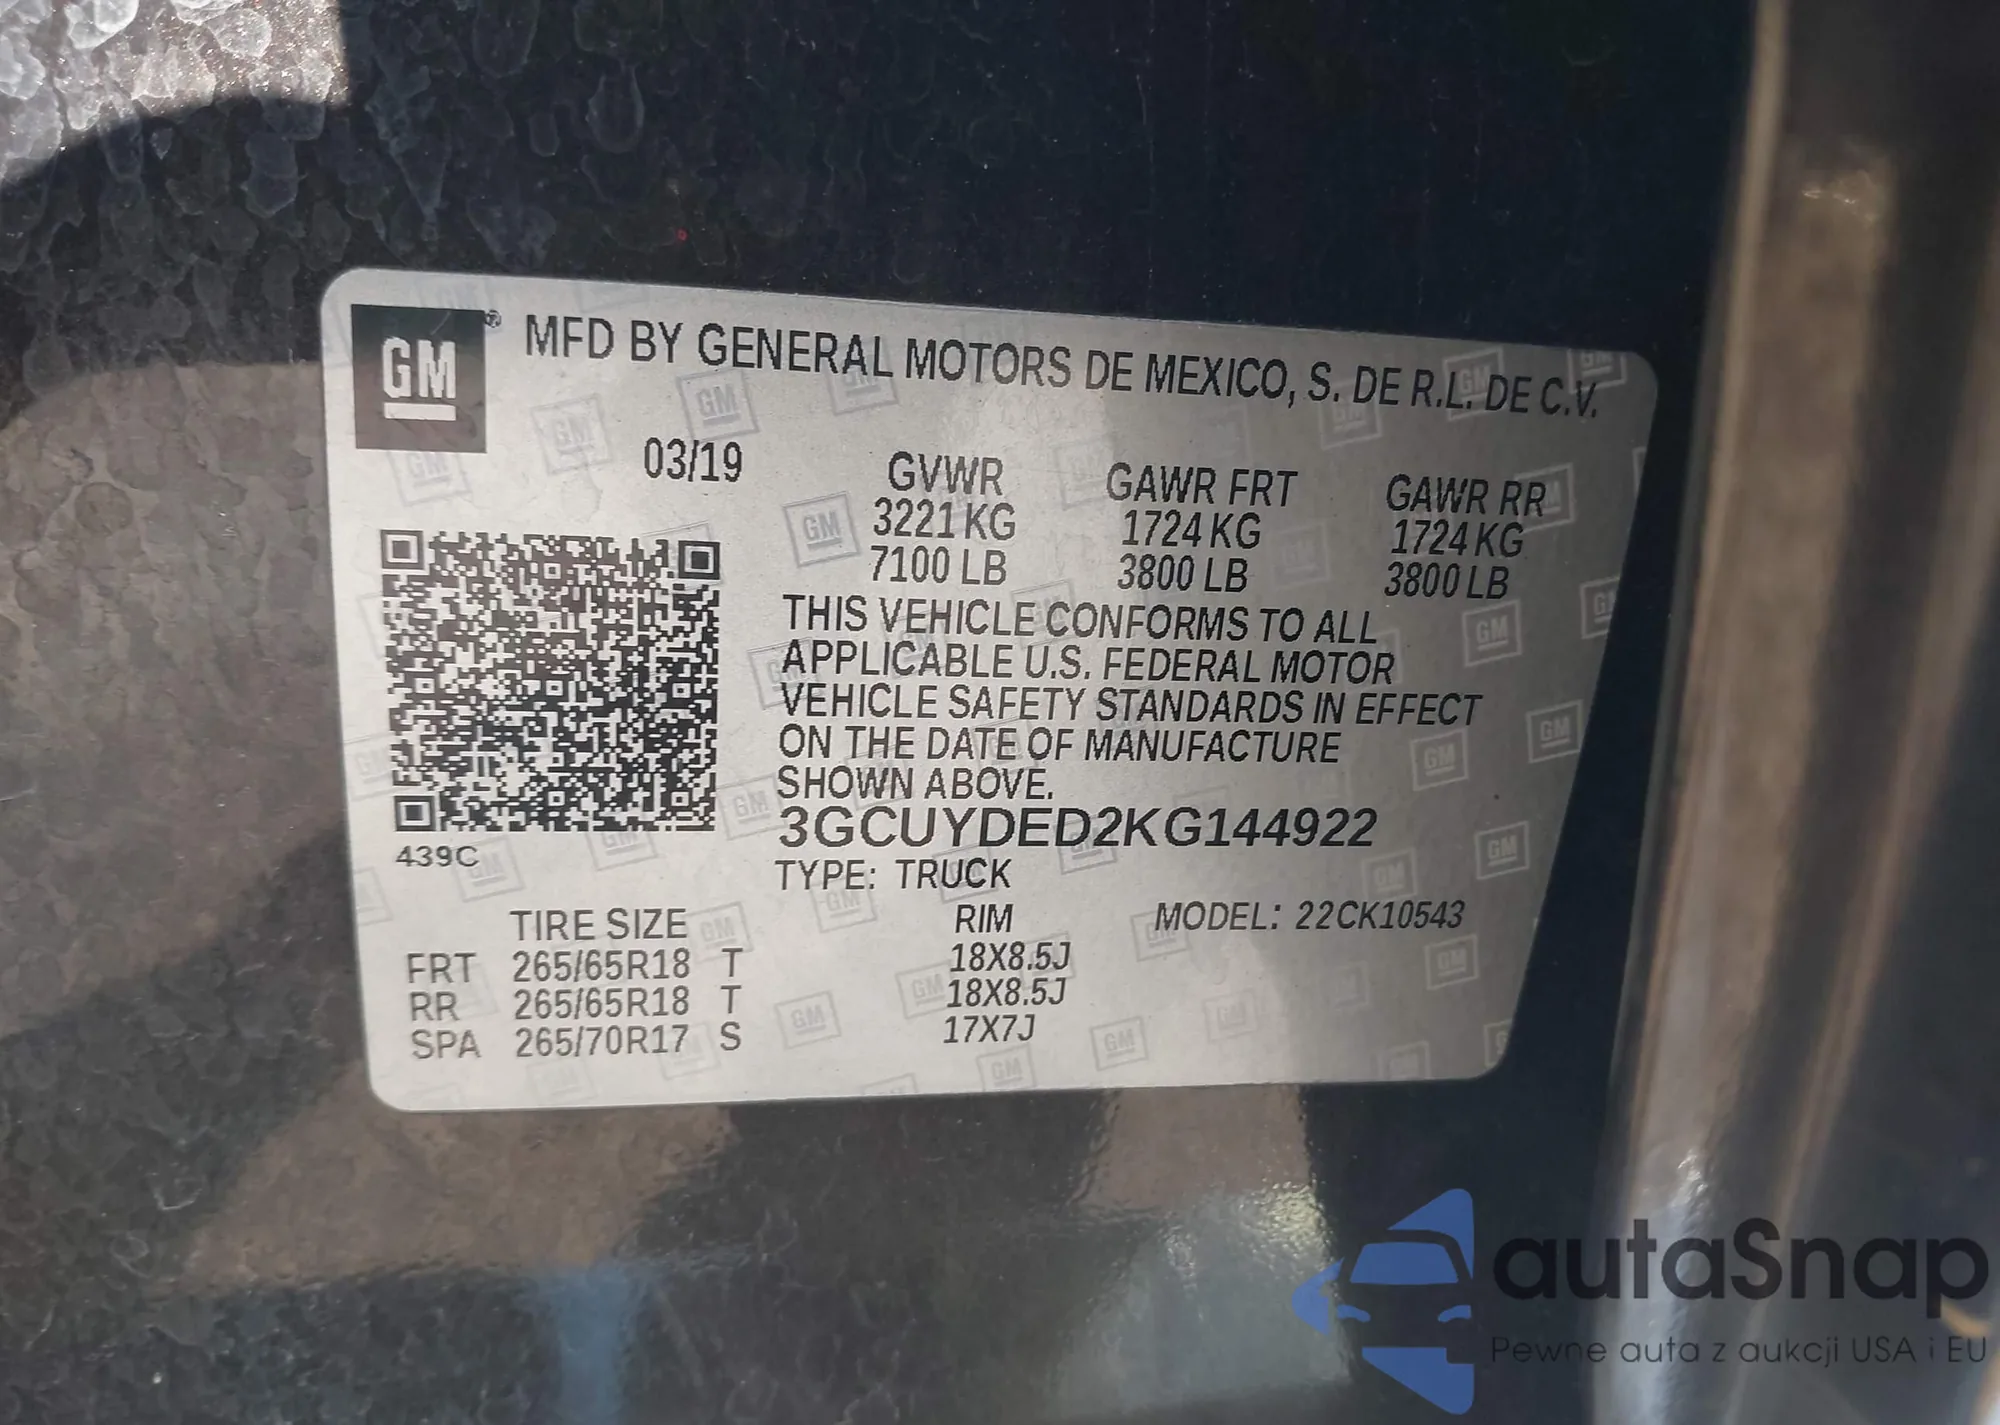 GM®
MFD BY GENERAL MOTORS DE MEXICO, S. DE R.L. DE C.V.
03/19
GVWR GAWR FRT GAWR RR
3221 KG 1724 KG 1724 KG
7100 LB 3800 LB 3800 LB
THIS VEHICLE CONFORMS TO ALL
APPLICABLE U.S. FEDERAL MOTOR
VEHICLE SAFETY STANDARDS IN EFFECT
ON THE DATE OF MANUFACTURE
SHOWN ABOVE.
3GCUYDED2KG144922
439C
TYPE: TRUCK
TIRE SIZE RIM MODEL: 22CK10543
FRT 265/65R18 T 18X8.5J
RR 265/65R18 T 18X8.5J
SPA 265/70R17 S 17X7J
autaSnap
Pewne auta z aukcji USA i EU